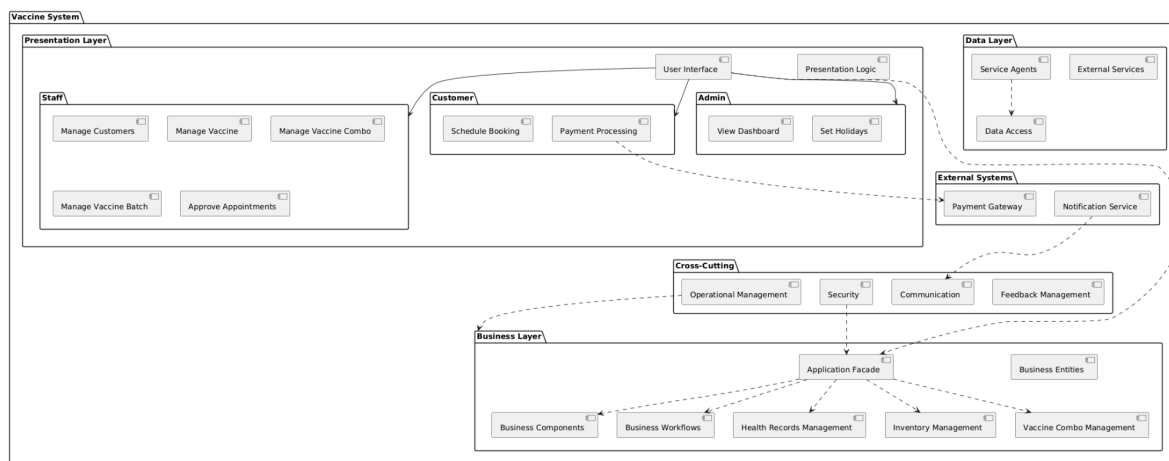 Vaccine System
Presentation Layer
Data Layer
User Interface
Presentation Logic
Service Agents
External Services
Staff
Customer
Admin
Manage Customers
Manage Vaccine
Manage Vaccine Combo
Schedule Booking
Payment Processing
View Dashboard
Set Holidays
Data Access
External Systems
Manage Vaccine Batch
Approve Appointments
Payment Gateway
Notification Service
Cross-Cutting
Operational Management
Security
Communication
Feedback Management
Business Layer
Application Facade
Business Entities
Business Components
Business Workflows
Health Records Management
Inventory Management
Vaccine Combo Management